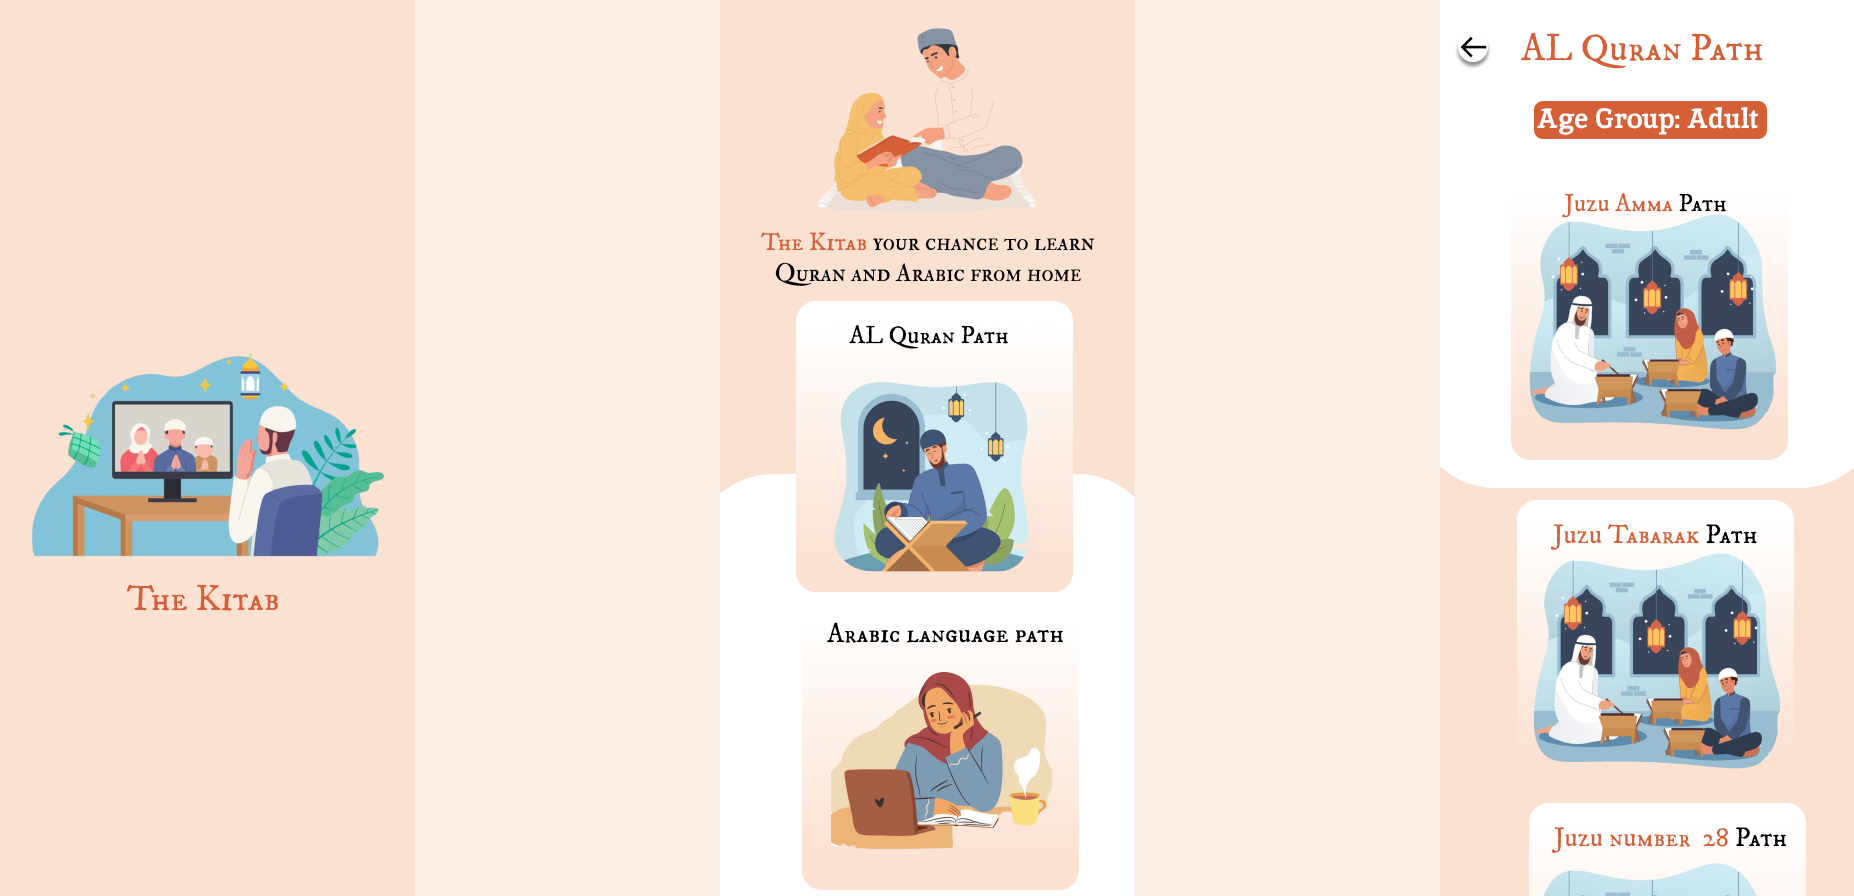 The Kitab
The Kitab your chance to learn
Quran and Arabic from home
AL Quran Path
Arabic language path
AL Quran Path
Age Group: Adult
Juzu Amma Path
Juzu Tabarak Path
Juzu number 28 Path